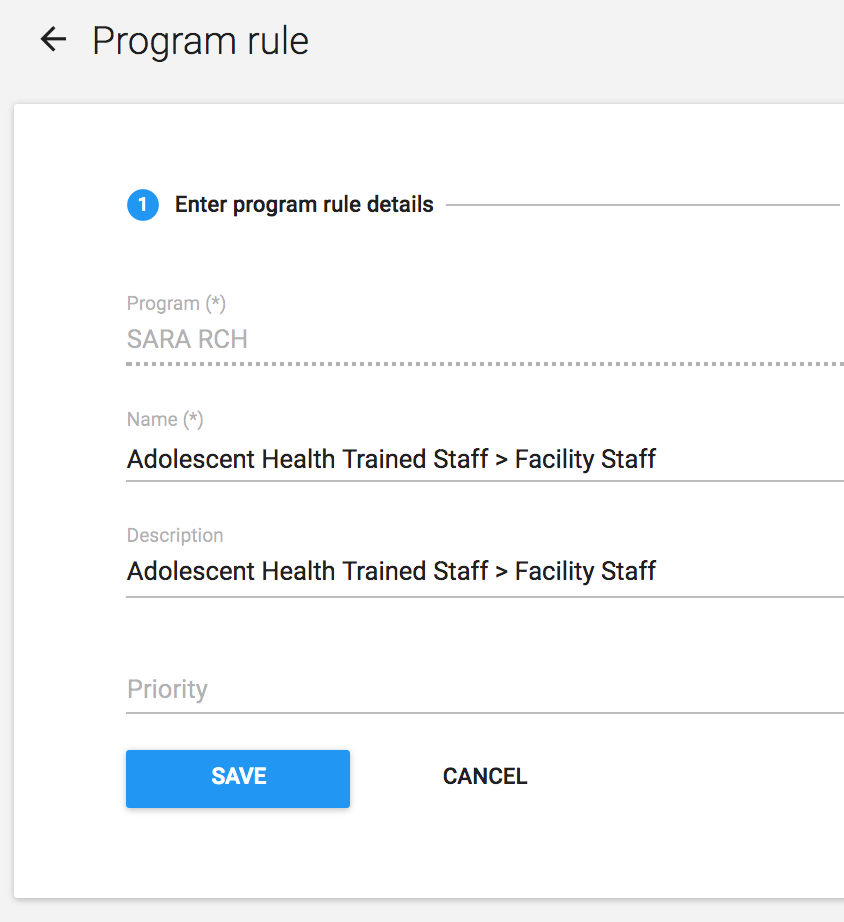 Program rule
1 Enter program rule details
Program (*)
SARA RCH
Name (*)
Adolescent Health Trained Staff > Facility Staff
Description
Adolescent Health Trained Staff > Facility Staff
Priority
SAVE CANCEL